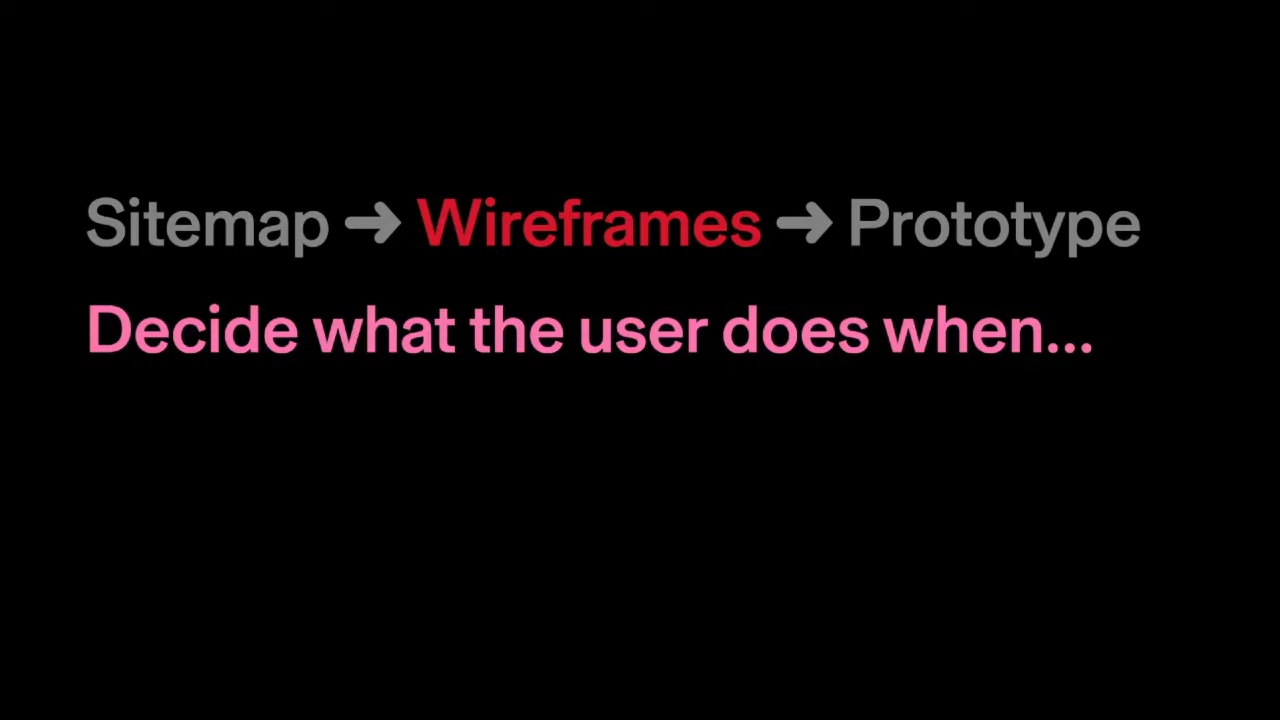 Sitemap ➜ Wireframes ➜ Prototype
Decide what the user does when...